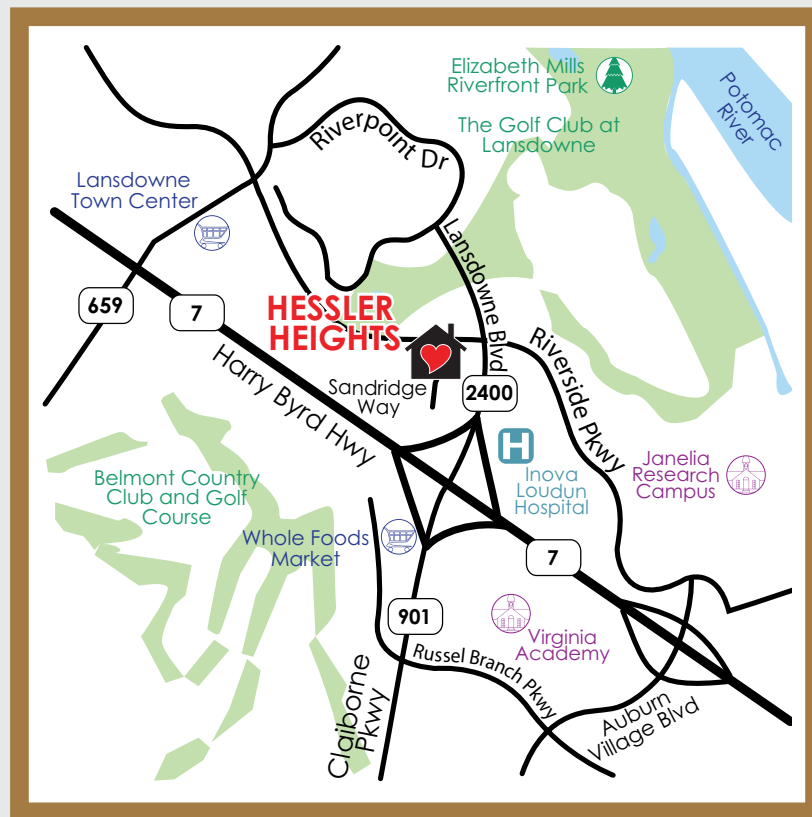 Elizabeth Mills
Riverfront Park
Potomac
River
The Golf Club at
Lansdowne
Riverpoint Dr
Lansdowne
Town Center
Lansdowne Blvd
659
7
HESSLER
HEIGHTS
Harry Byrd Hwy
Sandridge
Way
2400
Riverside Pkwy
H
Inova
Loudun
Hospital
Janelia
Research
Campus
Belmont Country
Club and Golf
Course
Whole Foods
Market
7
901
Virginia
Academy
Russel Branch Pkwy
Claiborne
Pkwy
Auburn
Village Blvd